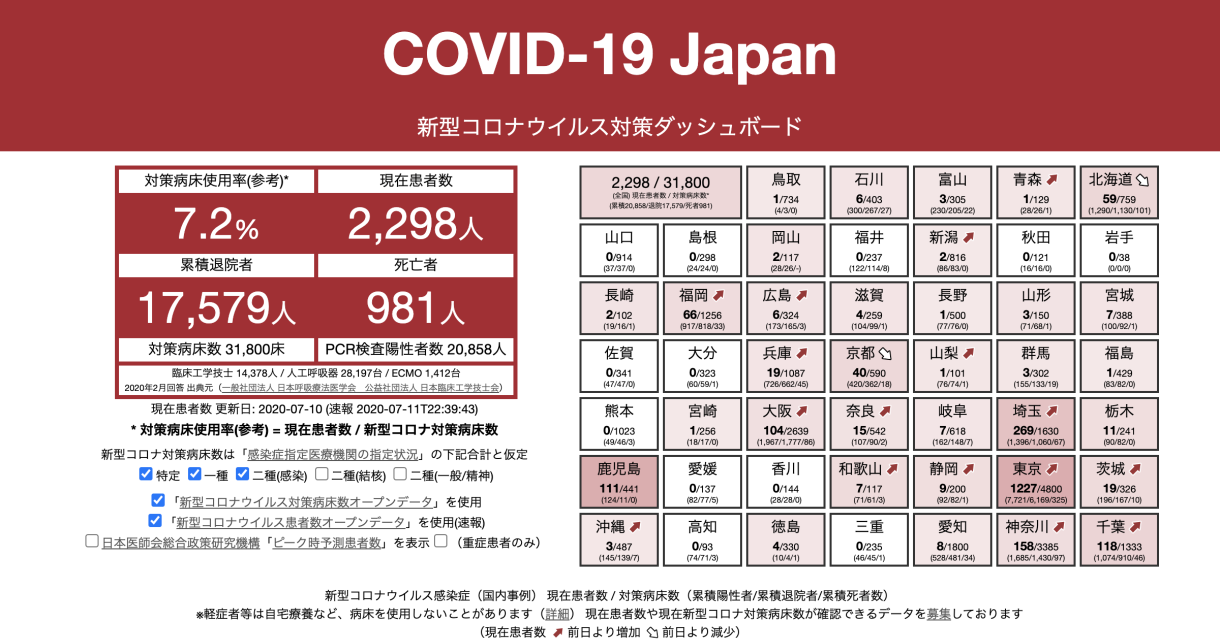 COVID-19 Japan
新型コロナウイルス対策ダッシュボード
対策病床使用率(参考)*
現在患者数
7.2%
2,298人
累積退院者
死亡者
17,579人
981人
対策病床数 31,800床
PCR検査陽性者数 20,858人
臨床工学技士 14,378人 / 人工呼吸器 28,197台 / ECMO 1,412台
2020年2月回答 出典元（一般社団法人 日本呼吸療法医学会　公益社団法人 日本臨床工学技士会）
現在患者数 更新日: 2020-07-10 (速報 2020-07-11T22:39:43)
* 対策病床使用率(参考) = 現在患者数 / 新型コロナ対策病床数
新型コロナ対策病床数は「感染症指定医療機関の指定状況」の下記合計と仮定
特定 一種 二種(感染) 二種(結核) 二種(一般/精神)
「新型コロナウイルス対策病床数オープンデータ」を使用
「新型コロナウイルス患者数オープンデータ」を使用(速報)
日本医師会総合政策研究機構「ピーク時予測患者数」を表示 （重症患者のみ）
2,298 / 31,800
(全国) 現在患者数 / 対策病床数*
(累積20,858/退院17,579/死者981)
鳥取
1/734
(4/3/0)
石川
6/403
(300/267/27)
富山
3/305
(230/205/22)
青森
1/129
(28/26/1)
北海道
59/759
(1,290/1,130/101)
山口
0/914
(37/37/0)
島根
0/298
(24/24/0)
岡山
2/117
(28/26/-)
福井
0/237
(122/114/8)
新潟
2/816
(86/83/0)
秋田
0/121
(16/16/0)
岩手
0/38
(0/0/0)
長崎
2/102
(19/16/1)
福岡
66/1256
(917/818/33)
広島
6/324
(173/165/3)
滋賀
4/259
(104/99/1)
長野
1/500
(77/76/0)
山形
3/150
(71/68/1)
宮城
7/388
(100/92/1)
佐賀
0/341
(47/47/0)
大分
0/323
(60/59/1)
兵庫
19/1087
(726/662/45)
京都
40/590
(420/362/18)
山梨
1/101
(76/74/1)
群馬
3/302
(155/133/19)
福島
1/429
(83/82/0)
熊本
0/1023
(49/46/3)
宮崎
1/256
(18/17/0)
大阪
104/2639
(1,967/1,777/86)
奈良
15/542
(107/90/2)
岐阜
7/618
(162/148/7)
埼玉
269/1630
(1,396/1,060/67)
栃木
11/241
(90/82/0)
鹿児島
111/441
(124/11/0)
愛媛
0/137
(82/77/5)
香川
0/144
(28/28/0)
和歌山
7/117
(71/61/3)
静岡
9/200
(92/82/1)
東京
1227/4800
(7,721/6,169/325)
茨城
19/326
(196/167/10)
沖縄
3/487
(145/139/7)
高知
0/93
(74/71/3)
徳島
4/330
(10/4/1)
三重
0/235
(46/45/1)
愛知
8/1800
(528/481/34)
神奈川
158/3385
(1,685/1,430/97)
千葉
118/1333
(1,074/910/46)
新型コロナウイルス感染症（国内事例） 現在患者数 / 対策病床数（累積陽性者/累積退院者/累積死者数）
※軽症者等は自宅療養など、病床を使用しないことがあります（詳細） 現在患者数や現在新型コロナ対策病床数が確認できるデータを募集しております
（現在患者数 前日より増加 前日より減少）